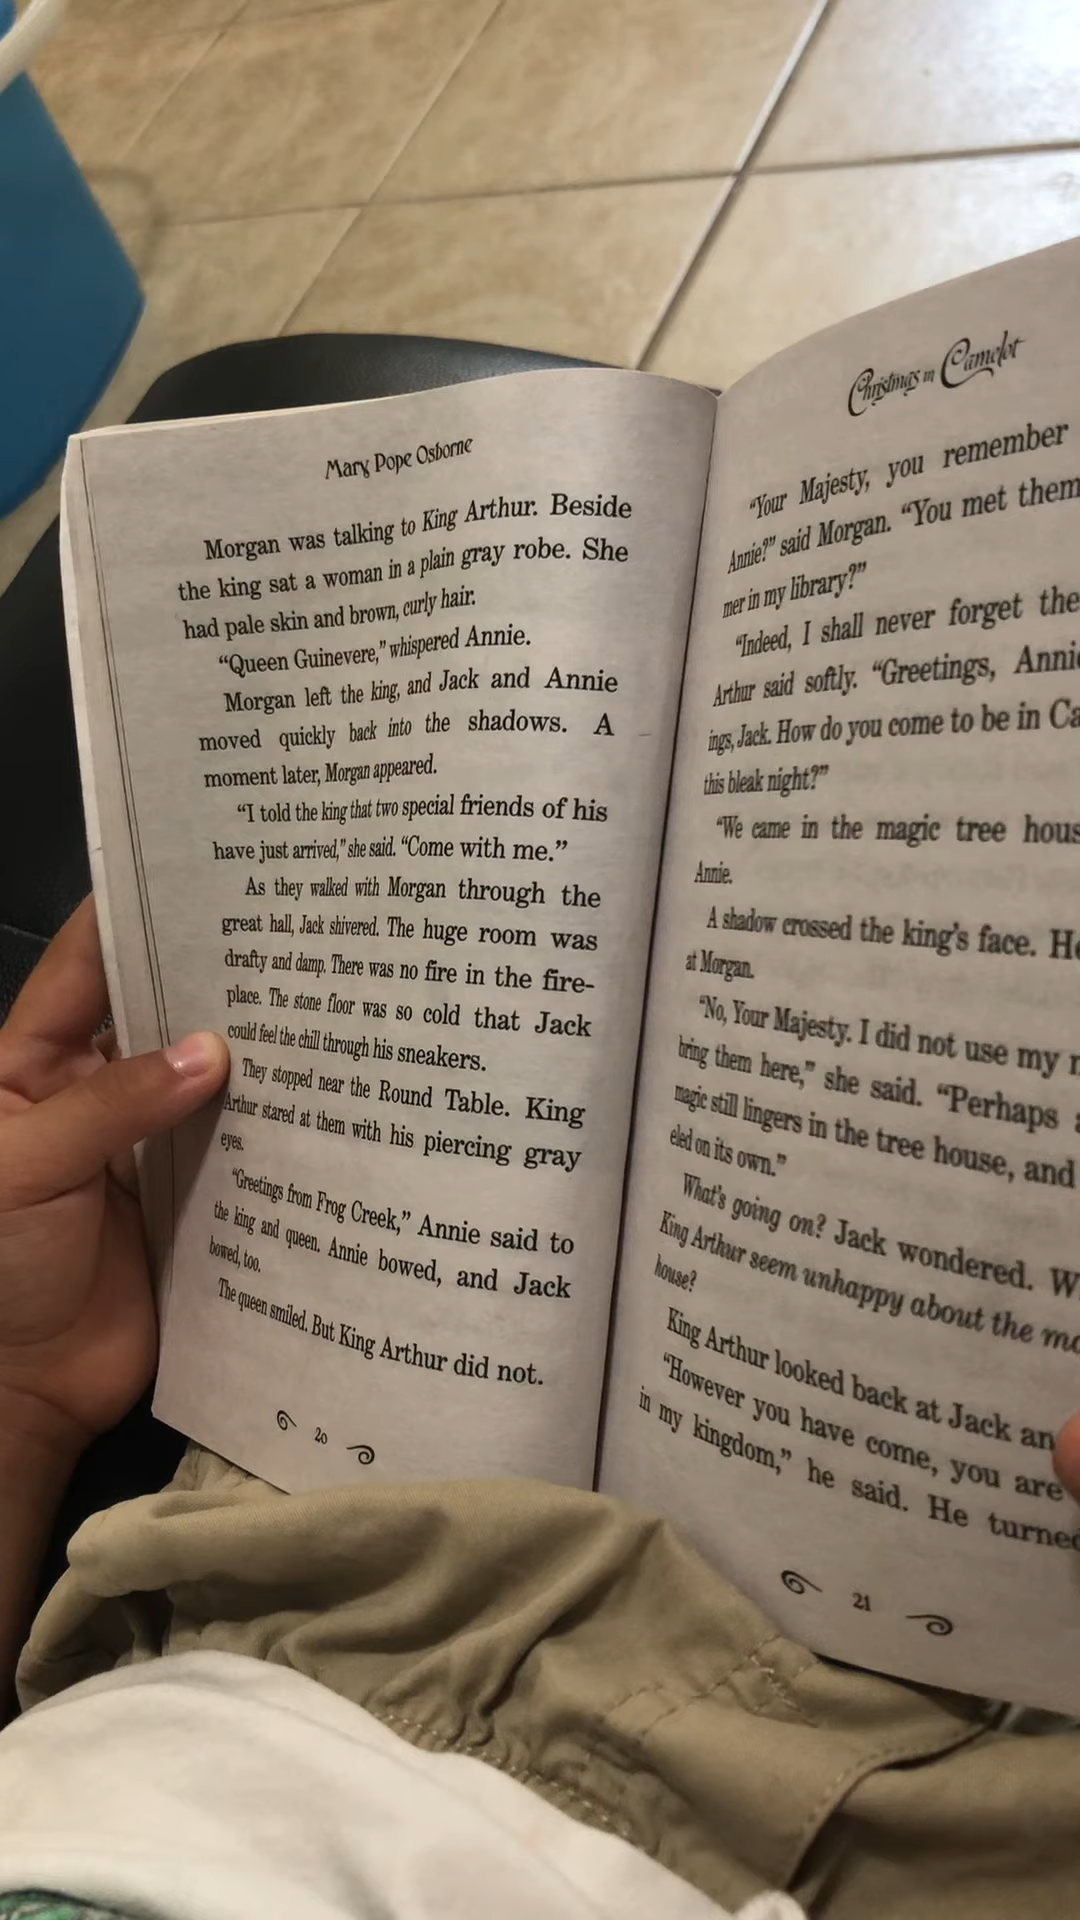 Mary Pope Osborne
Morgan was talking to King Arthur. Beside
the king sat a woman in a plain gray robe. She
had pale skin and brown, curly hair.
“Queen Guinevere,” whispered Annie.
Morgan left the king, and Jack and Annie
moved quickly back into the shadows. A
moment later, Morgan appeared.
“I told the king that two special friends of his
have just arrived,” she said. “Come with me.”
As they walked with Morgan through the
great hall, Jack shivered. The huge room was
drafty and damp. There was no fire in the fire-
place. The stone floor was so cold that Jack
could feel the chill through his sneakers.
They stopped near the Round Table. King
Arthur stared at them with his piercing gray
eyes.
“Greetings from Frog Creek,” Annie said to
the king and queen. Annie bowed, and Jack
bowed, too.
The queen smiled. But King Arthur did not.
20
Christmas in Camelot
“Your Majesty, you remember
Annie?” said Morgan. “You met them
mer in my library?”
“Indeed, I shall never forget the
Arthur said softly. “Greetings, Annie
ings, Jack. How do you come to be in Ca
this bleak night?”
“We came in the magic tree hous
Annie.
A shadow crossed the king’s face. He
at Morgan.
“No, Your Majesty. I did not use my
bring them here,” she said. “Perhaps
magic still lingers in the tree house, and
eled on its own.”
What’s going on? Jack wondered. W
King Arthur seem unhappy about the ma
house?
King Arthur looked back at Jack an
“However you have come, you are
in my kingdom,” he said. He turned
21